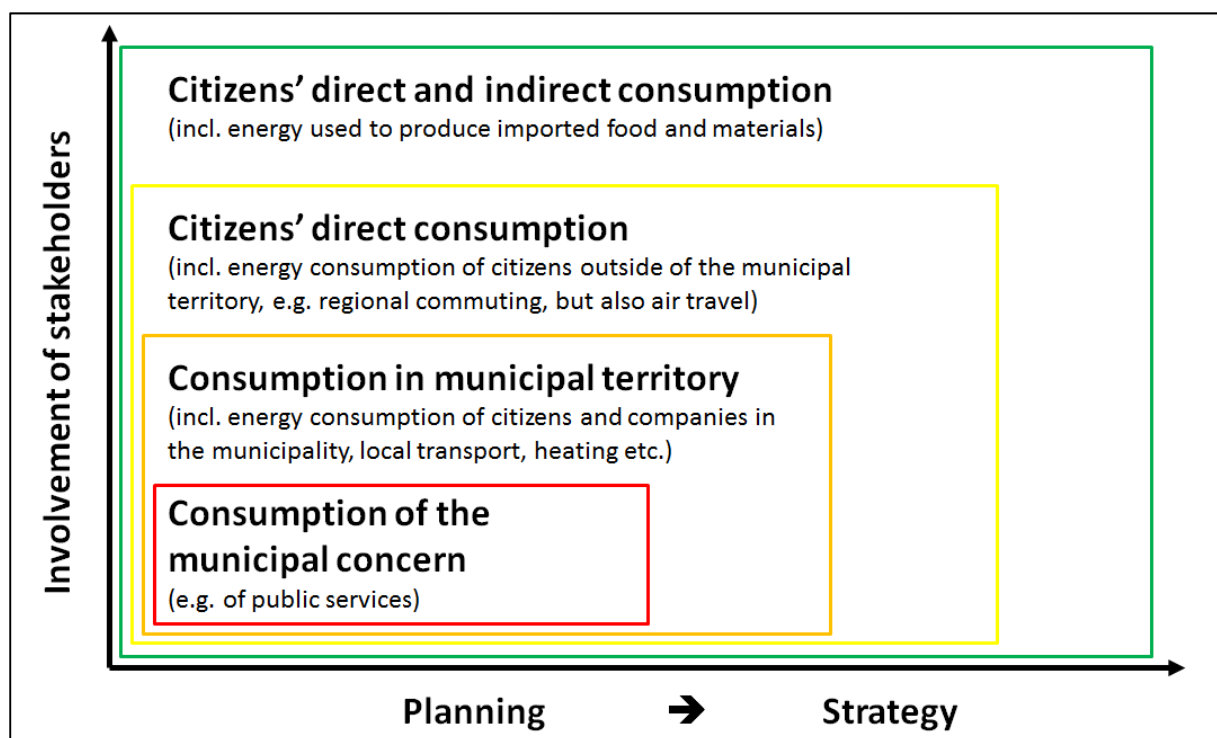 Involvement of stakeholders
Citizens’ direct and indirect consumption
(incl. energy used to produce imported food and materials)
Citizens’ direct consumption
(incl. energy consumption of citizens outside of the municipal
territory, e.g. regional commuting, but also air travel)
Consumption in municipal territory
(incl. energy consumption of citizens and companies in
the municipality, local transport, heating etc.)
Consumption of the
municipal concern
(e.g. of public services)
Planning ➔ Strategy